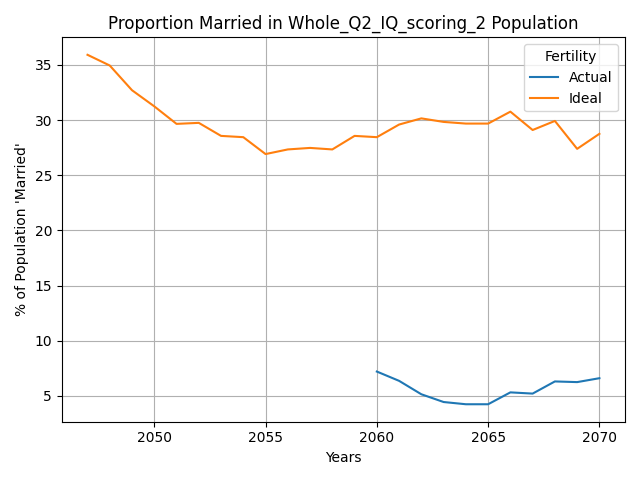 Proportion Married in Whole_Q2_IQ_scoring_2 Population
% of Population 'Married'
35
30
25
20
15
10
5
Fertility
Actual
Ideal
2050 2055 2060 2065 2070
Years